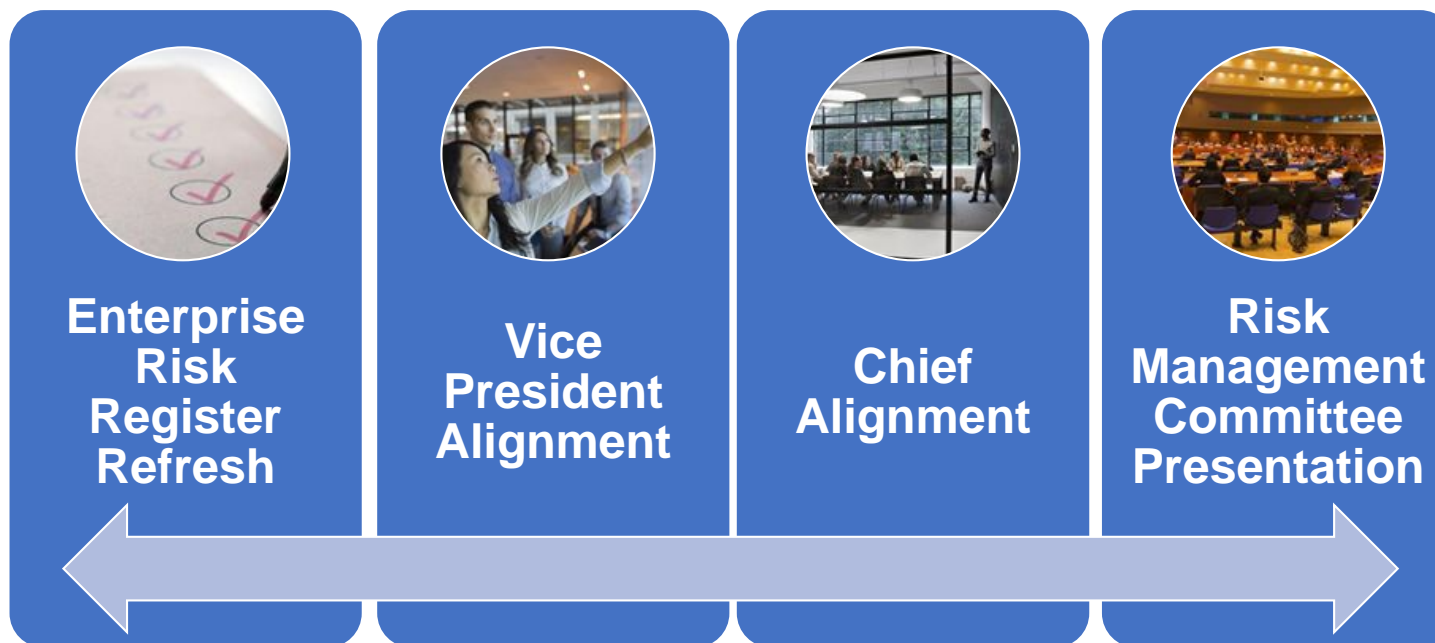 Enterprise
Risk
Register
Refresh
Vice
President
Alignment
Chief
Alignment
Risk
Management
Committee
Presentation